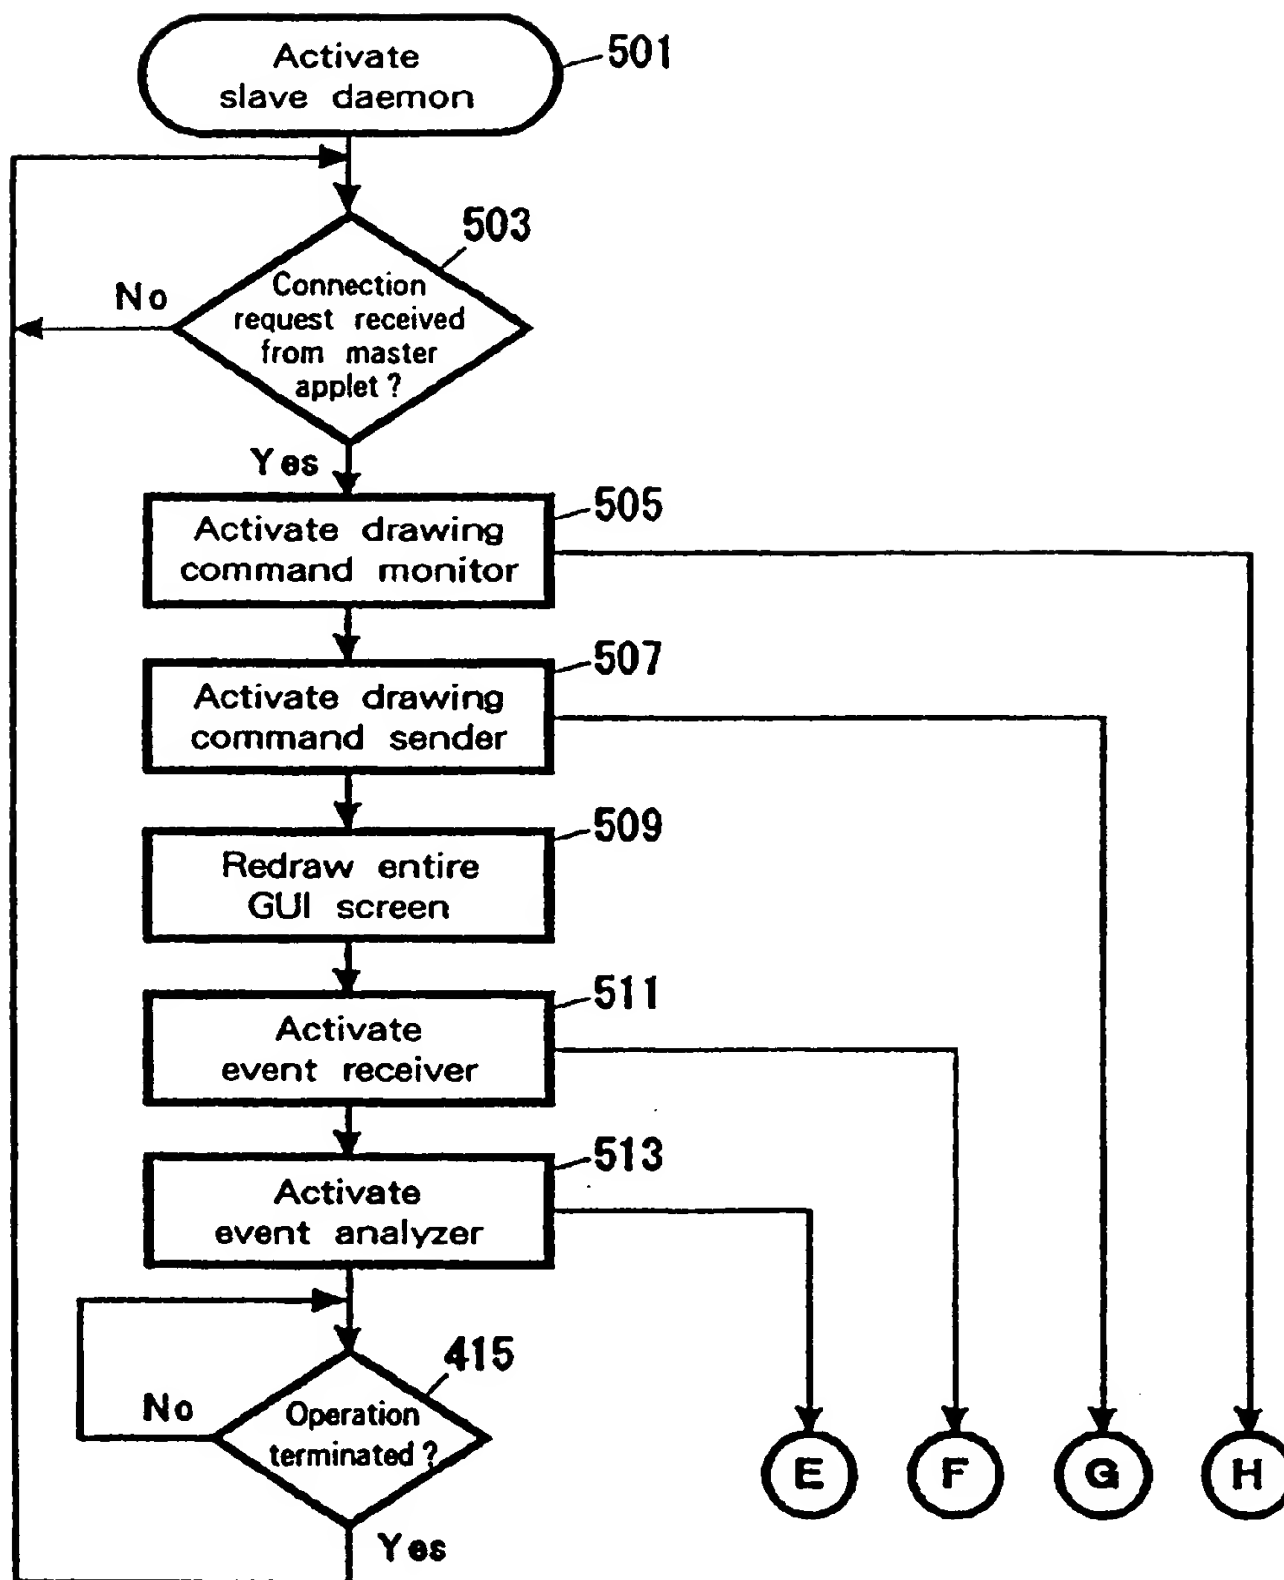 Activate
slave daemon
501
503
Connection
request received
from master
applet ?
No
Yes
505
Activate drawing
command monitor
507
Activate drawing
command sender
509
Redraw entire
GUI screen
511
Activate
event receiver
513
Activate
event analyzer
415
Operation
terminated ?
No
Yes
E
F
G
H